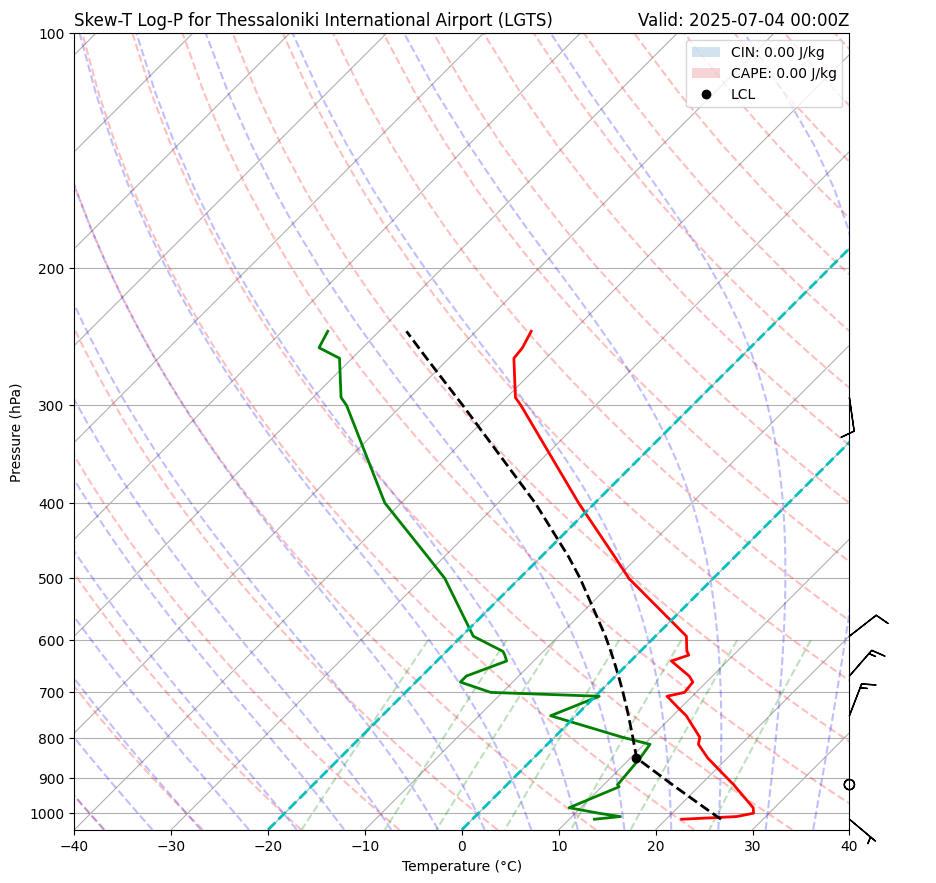 Skew-T Log-P for Thessaloniki International Airport (LGTS) Valid: 2025-07-04 00:00Z
CIN: 0.00 J/kg
CAPE: 0.00 J/kg
LCL
100
200
300
400
500
600
700
800
900
1000
Pressure (hPa)
−40 −30 −20 −10 0 10 20 30 40
Temperature (°C)